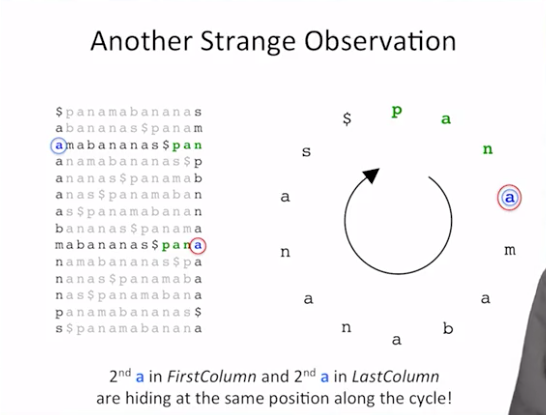 Another Strange Observation
$panamabananas
abananas$panam
amabananas$pan
anamabananas$p
ananas$panamab
anas$panamaban
as$panamabanan
bananas$panama
mabananas$pana
namabananas$pa
nanas$panamaba
nas$panamabana
panamabananas$
s$panamabanana
p
a
n
a
m
a
b
a
n
a
n
a
s
$
2nd a in FirstColumn and 2nd a in LastColumn
are hiding at the same position along the cycle!